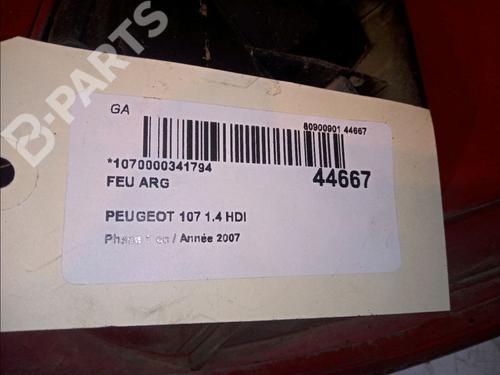 B-PARTS
GA
80900901 44667
*1070000341794
44667
FEU ARG
PEUGEOT 107 1.4 HDI
/ Année 2007